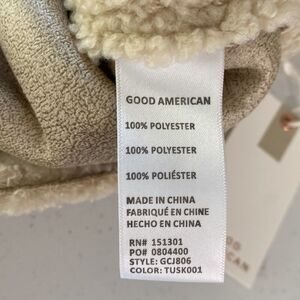 GOOD AMERICAN
100% POLYESTER
100% POLYESTER
100% POLIÉSTER
MADE IN CHINA
FABRIQUÉ EN CHINE
HECHO EN CHINA
RN# 151301
PO# 0804400
STYLE: GCJ806
COLOR: TUSK001